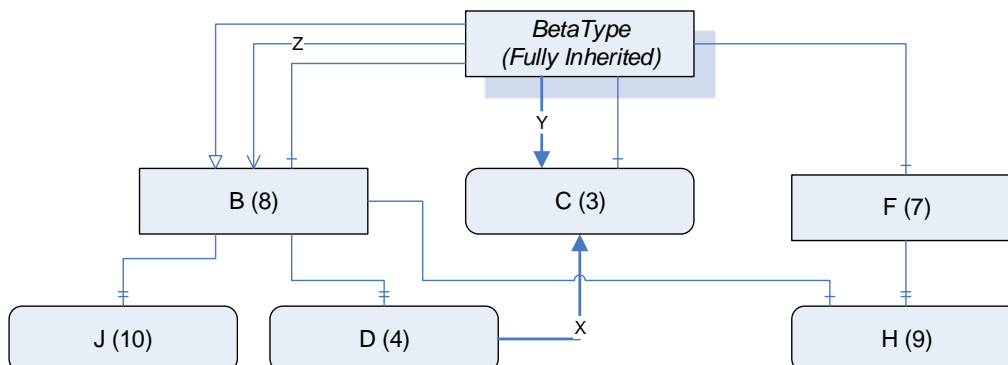 BetaType
(Fully Inherited)
Z
Y
B (8)
C (3)
F (7)
X
J (10)
D (4)
H (9)